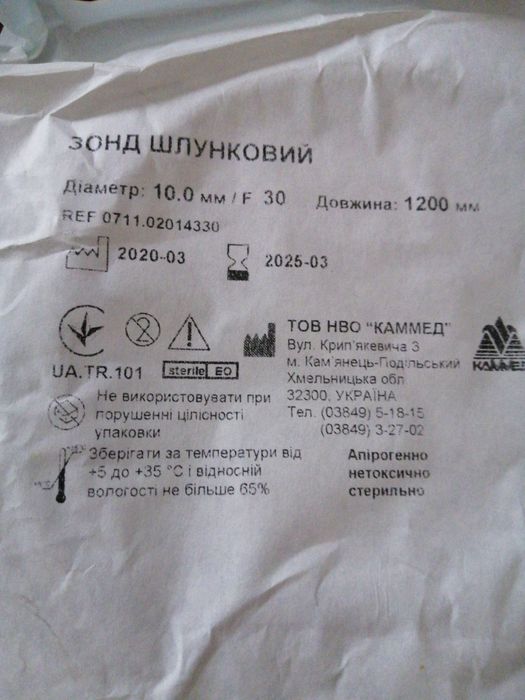 ЗОНД ШЛУНКОВИЙ
Діаметр: 10.0 мм / F 30 Довжина: 1200 мм
REF 0711.02014330
2020-03 2025-03
UA.TR.101
sterile EO
ТОВ НВО "КАММЕД"
Вул. Крип'якевича 3
м. Кам'янець-Подільський
Хмельницька обл
32300, УКРАЇНА
Тел. (03849) 5-18-15
(03849) 3-27-02
КАММЕД
Не використовувати при
порушенні цілісності
упаковки
Зберігати за температури від
+5 до +35 °C і відносній
вологості не більше 65%
Апірогенно
нетоксично
стерильно